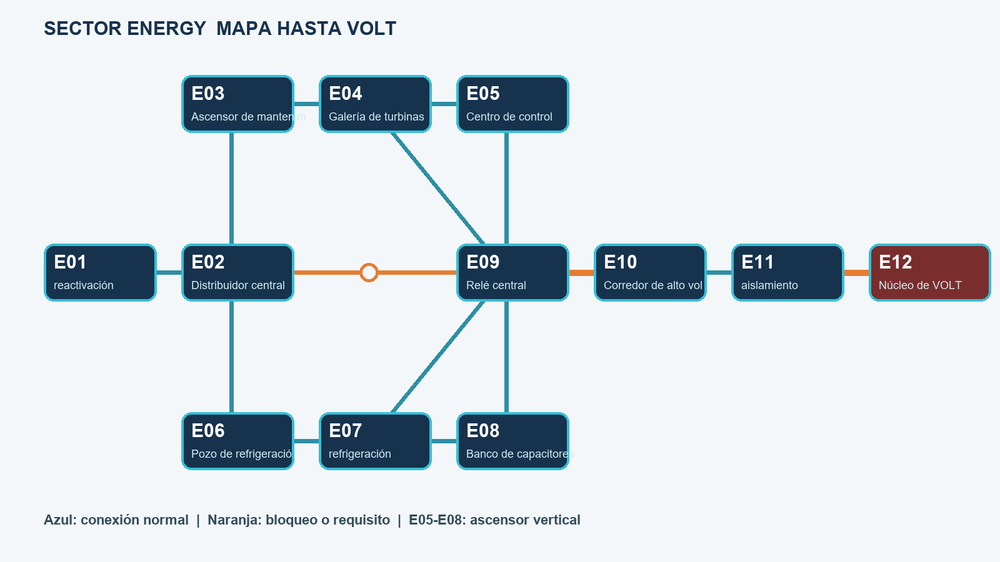 SECTOR ENERGY  MAPA HASTA VOLT
E03
Ascensor de mantenim
E04
Galería de turbinas
E05
Centro de control
E01
reactivación
E02
Distribuidor central
E09
Relé central
E10
Corredor de alto vol
E11
aislamiento
E12
Núcleo de VOLT
E06
Pozo de refrigeració
E07
refrigeración
E08
Banco de capacitores
Azul: conexión normal  |  Naranja: bloqueo o requisito  |  E05-E08: ascensor vertical